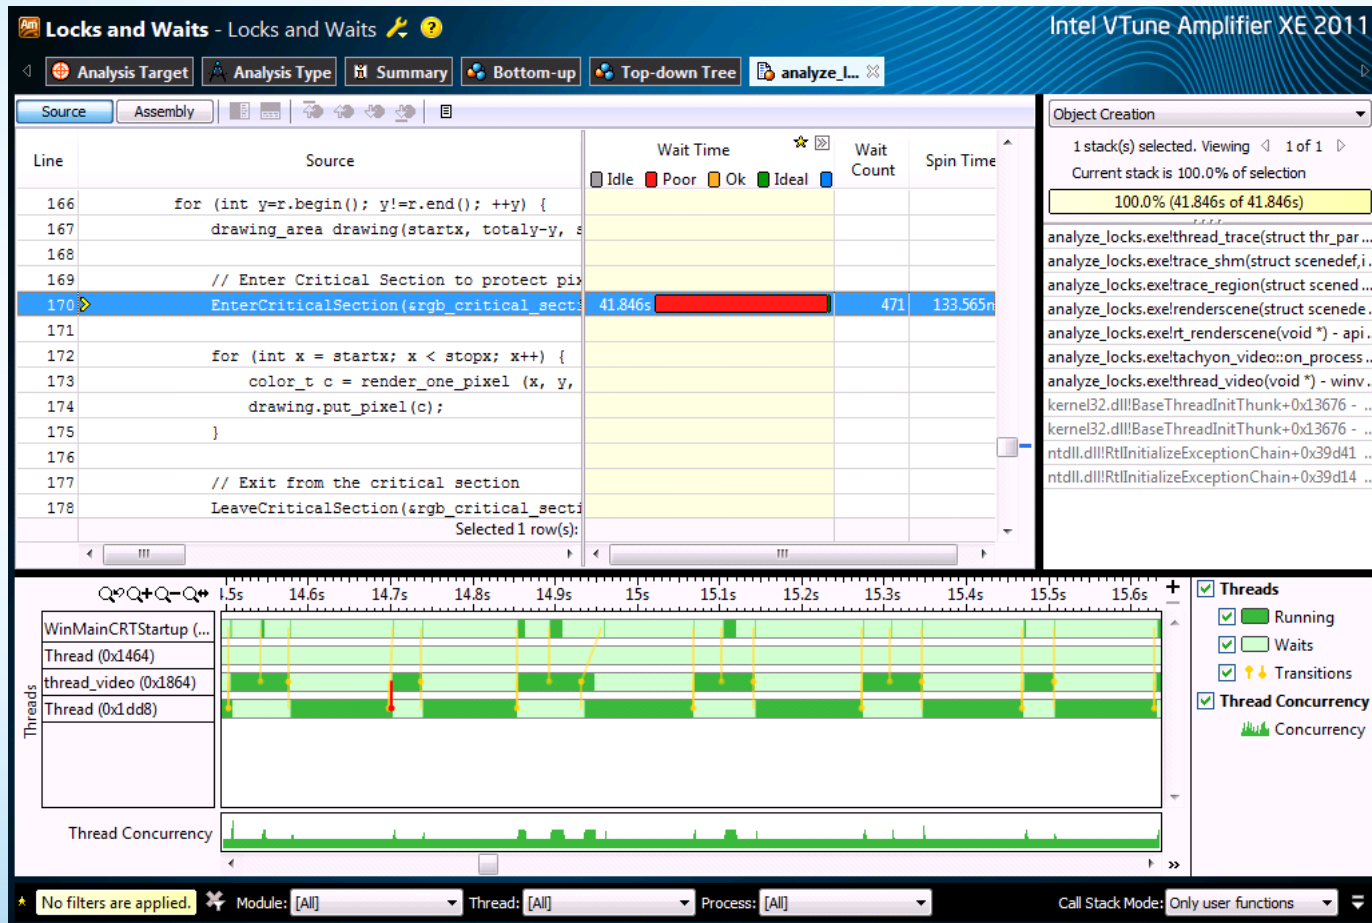 Locks and Waits - Locks and Waits
Intel VTune Amplifier XE 2011
Analysis Target Analysis Type Summary Bottom-up Top-down Tree analyze_l...
Source Assembly
Line Source Wait Time Wait Count Spin Time
Idle Poor Ok Ideal
166 for (int y=r.begin(); y!=r.end(); ++y) {
167 drawing_area drawing(startx, totaly-y, s
168
169 // Enter Critical Section to protect pix
170 EnterCriticalSection(&rgb_critical_secti 41.846s 471 133.565m
171
172 for (int x = startx; x < stopx; x++) {
173 color_t c = render_one_pixel (x, y,
174 drawing.put_pixel(c);
175 }
176
177 // Exit from the critical section
178 LeaveCriticalSection(&rgb_critical_secti
Selected 1 row(s):
Object Creation
1 stack(s) selected. Viewing 1 of 1
Current stack is 100.0% of selection
100.0% (41.846s of 41.846s)
analyze_locks.exe!thread_trace(struct thr_par...
analyze_locks.exe!trace_shm(struct scenedef,i...
analyze_locks.exe!trace_region(struct scened...
analyze_locks.exe!renderscene(struct scenede...
analyze_locks.exe!rt_renderscene(void *) - api...
analyze_locks.exe!tachyon_video::on_process...
analyze_locks.exe!thread_video(void *) - winv...
kernel32.dll!BaseThreadInitThunk+0x13676 - ...
kernel32.dll!BaseThreadInitThunk+0x13676 - ...
ntdll.dll!RtlInitializeExceptionChain+0x39d41 ...
ntdll.dll!RtlInitializeExceptionChain+0x39d14 ...
4.5s 14.6s 14.7s 14.8s 14.9s 15s 15.1s 15.2s 15.3s 15.4s 15.5s 15.6s
Threads
WinMainCRTStartup (...
Thread (0x1464)
thread_video (0x1864)
Thread (0x1dd8)
Thread Concurrency
Threads
Running
Waits
Transitions
Thread Concurrency
Concurrency
No filters are applied. Module: [All] Thread: [All] Process: [All] Call Stack Mode: Only user functions